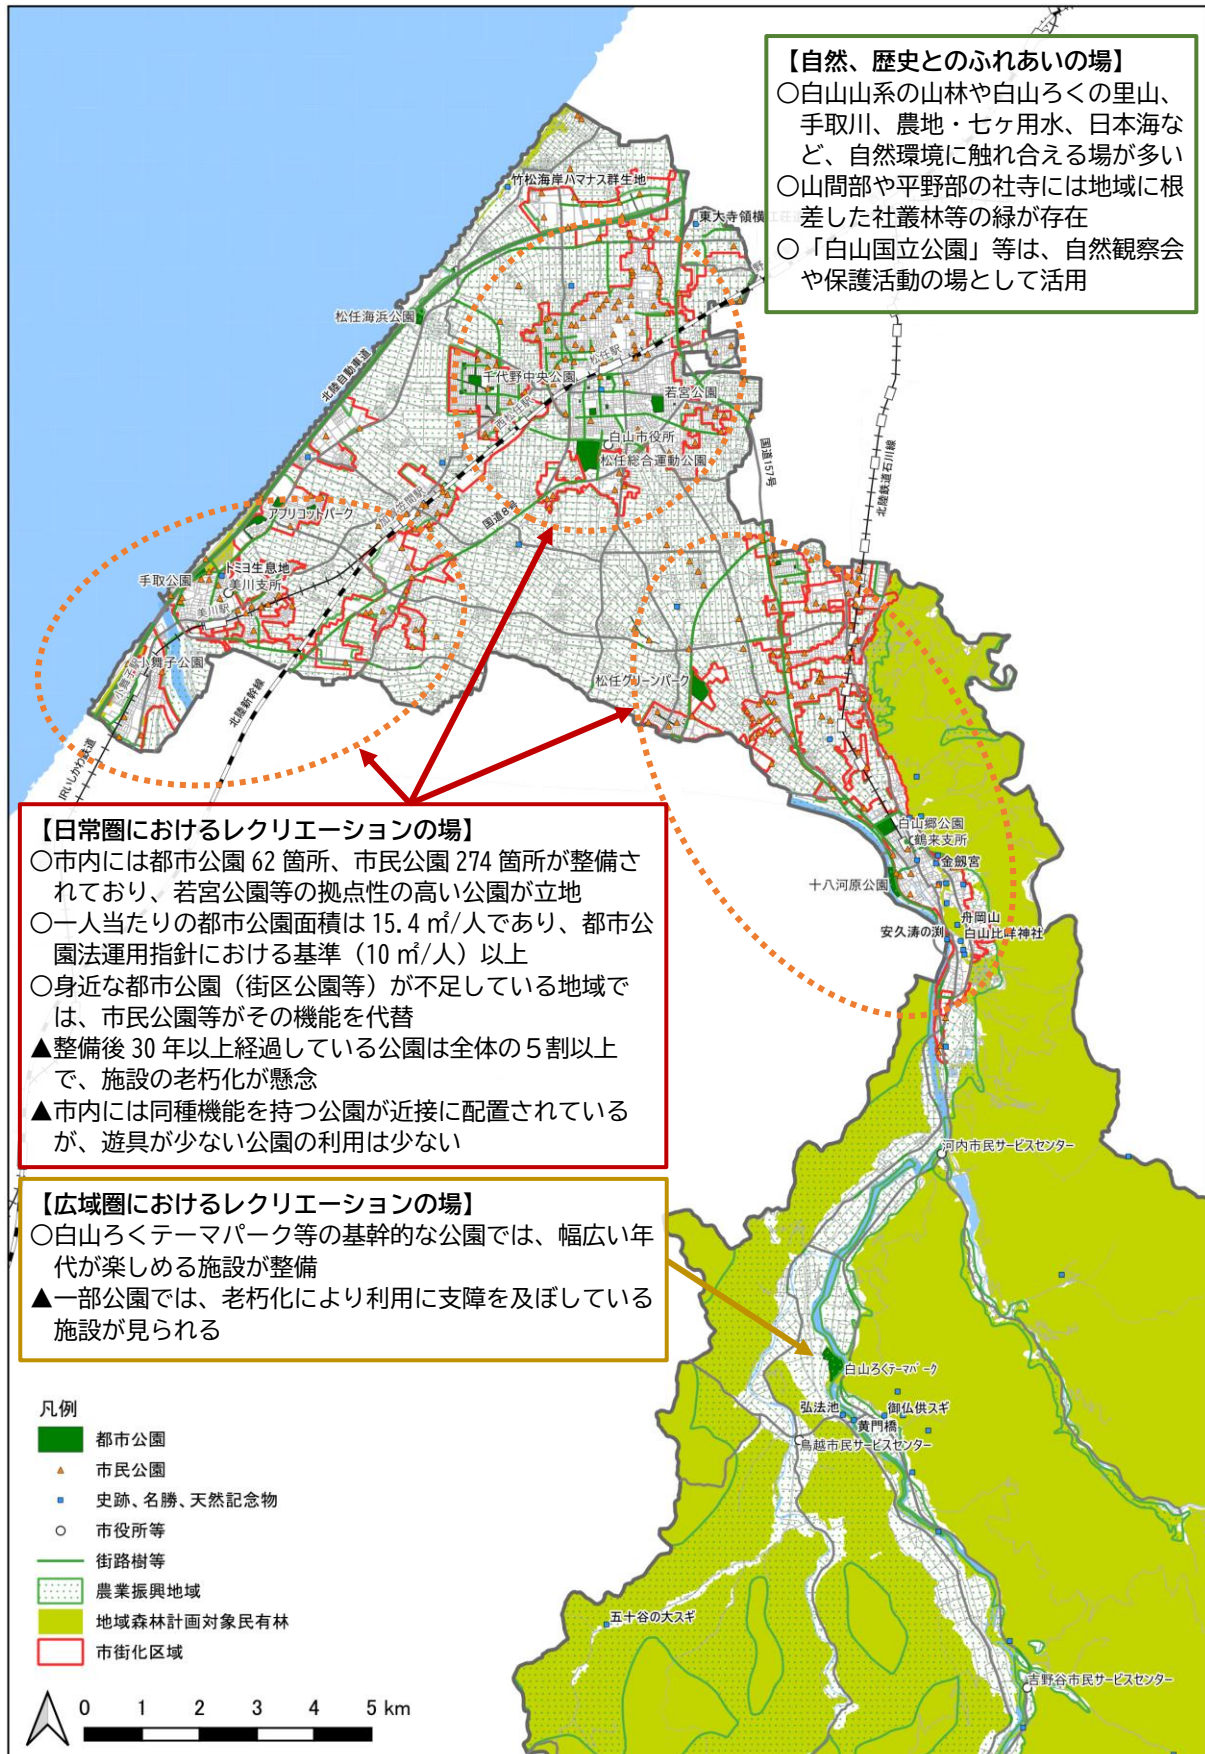 【自然、歴史とのふれあいの場】
○白山山系の山林や白山ろくの里山、
手取川、農地・七ヶ用水、日本海な
ど、自然環境に触れ合える場が多い
○山間部や平野部の社寺には地域に根
差した社叢林等の緑が存在
○「白山国立公園」等は、自然観察会
や保護活動の場として活用
竹松海岸ハマナス群生地
東大寺領横江荘
松任海浜公園
北陸自動車道
千代野中央公園
松任駅
西松任駅
若宮公園
白山市役所
松任総合運動公園
国道157号
北陸鉄道石川線
加賀笠間駅
国道8号
アプリコットパーク
トミヨ生息地
手取公園
美川支所
美川駅
小舞子公園
小舞子駅
北陸新幹線
IRいしかわ鉄道
松任グリーンパーク
白山郷公園
鶴来支所
金劔宮
十八河原公園
舟岡山
安久涛の渕
白山比咩神社
【日常圏におけるレクリエーションの場】
○市内には都市公園 62 箇所、市民公園 274 箇所が整備さ
れており、若宮公園等の拠点性の高い公園が立地
○一人当たりの都市公園面積は 15.4 ㎡/人であり、都市公
園法運用指針における基準（10 ㎡/人）以上
○身近な都市公園（街区公園等）が不足している地域で
は、市民公園等がその機能を代替
▲整備後 30 年以上経過している公園は全体の５割以上
で、施設の老朽化が懸念
▲市内には同種機能を持つ公園が近接に配置されている
が、遊具が少ない公園の利用は少ない
河内市民サービスセンター
【広域圏におけるレクリエーションの場】
○白山ろくテーマパーク等の基幹的な公園では、幅広い年
代が楽しめる施設が整備
▲一部公園では、老朽化により利用に支障を及ぼしている
施設が見られる
白山ろくテーマパーク
弘法池
御仏供スギ
黄門橋
鳥越市民サービスセンター
五十谷の大スギ
吉野谷市民サービスセンター
凡例
都市公園
市民公園
史跡、名勝、天然記念物
市役所等
街路樹等
農業振興地域
地域森林計画対象民有林
市街化区域
0 1 2 3 4 5 km